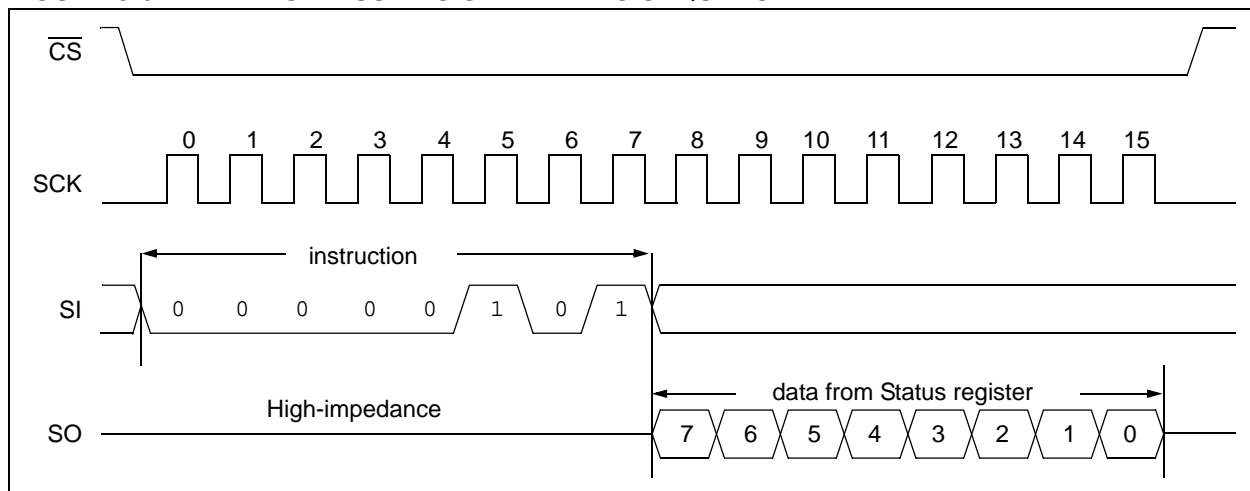 CS
0 1 2 3 4 5 6 7 8 9 10 11 12 13 14 15
SCK
instruction
SI 0 0 0 0 0 1 0 1
data from Status register
High-impedance
SO 7 6 5 4 3 2 1 0